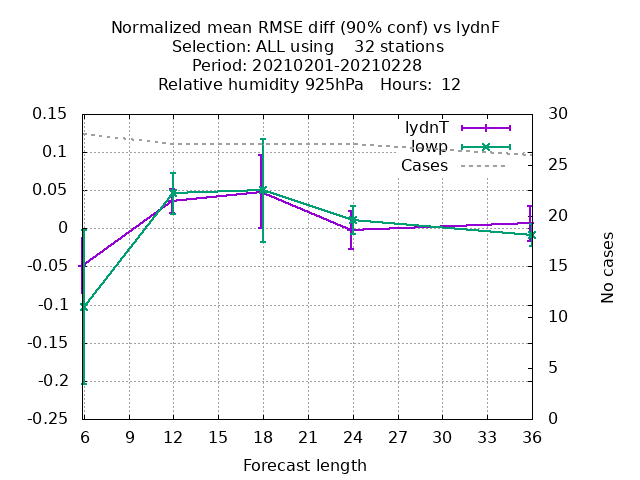 Normalized mean RMSE diff (90% conf) vs lydnF
Selection: ALL using    32 stations
Period: 20210201-20210228
Relative humidity 925hPa   Hours:  12
0.15
0.1
0.05
0
-0.05
-0.1
-0.15
-0.2
-0.25
lydnT
lowp
Cases
30
25
20
15
10
5
0
No cases
6 9 12 15 18 21 24 27 30 33 36
Forecast length